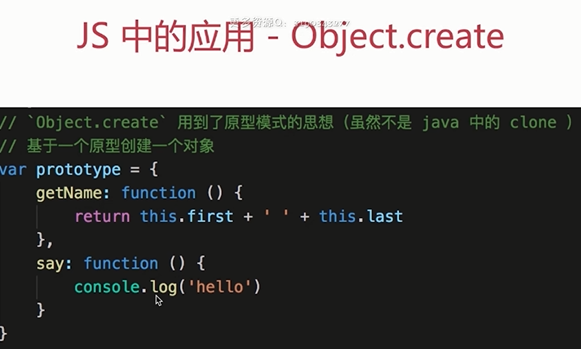 JS 中的应用 - Object.create
// `Object.create` 用到了原型模式的思想（虽然不是 java 中的 clone ）
// 基于一个原型创建一个对象
var prototype = {
    getName: function () {
        return this.first + ' ' + this.last
    },
    say: function () {
        console.log('hello')
    }
}